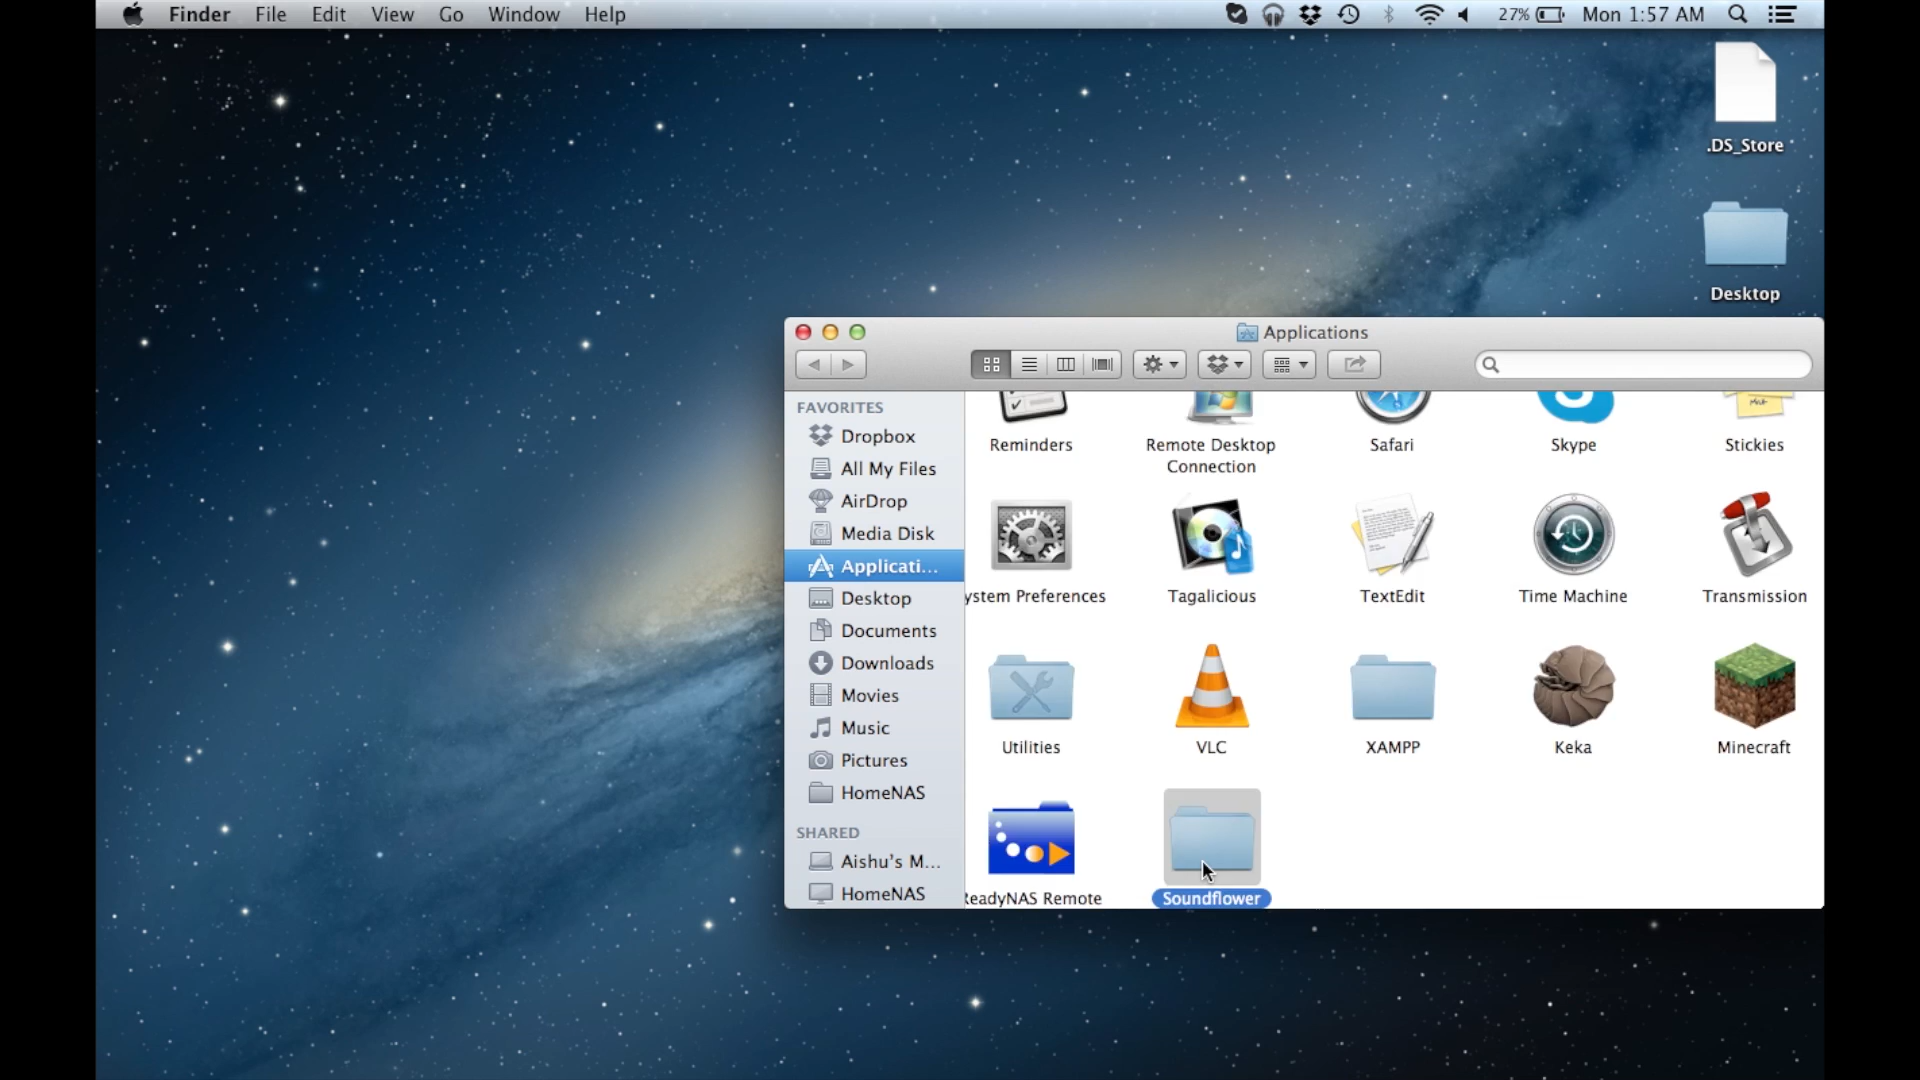 Finder File Edit View Go Window Help 27% Mon 1:57 AM
.DS_Store
Desktop
Applications
FAVORITES
Dropbox
All My Files
AirDrop
Media Disk
Applicati...
Desktop
Documents
Downloads
Movies
Music
Pictures
HomeNAS
SHARED
Aishu's M...
HomeNAS
Reminders
Remote Desktop
Connection
Safari
Skype
Stickies
ystem Preferences
Tagalicious
TextEdit
Time Machine
Transmission
Utilities
VLC
XAMPP
Keka
Minecraft
ReadyNAS Remote
Soundflower